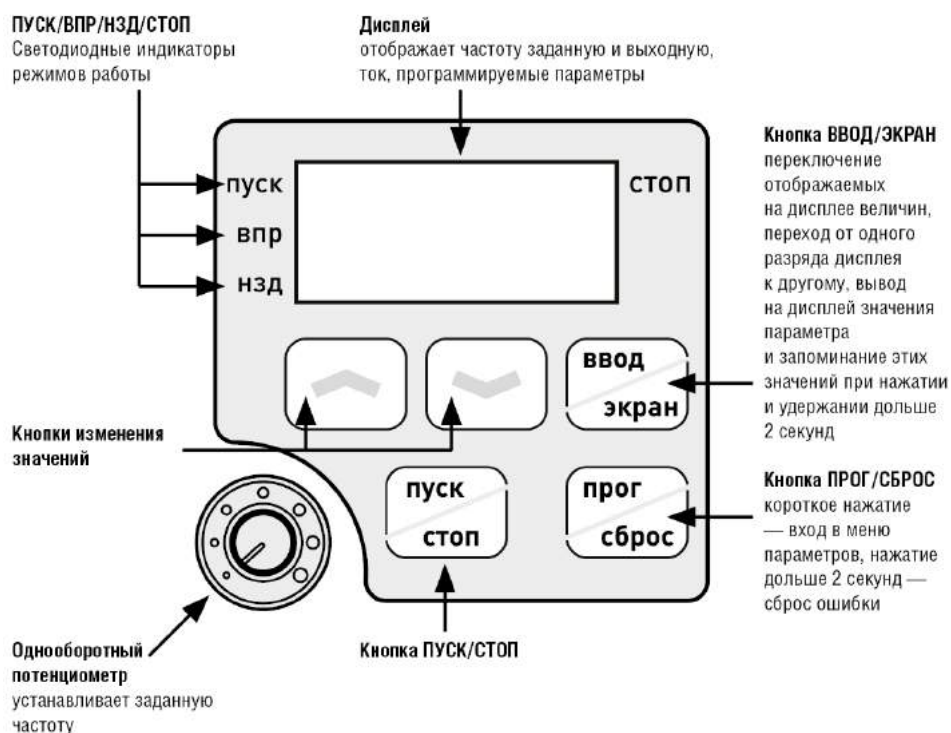 ПУСК/ВПР/НЗД/СТОП
Светодиодные индикаторы
режимов работы
Дисплей
отображает частоту заданную и выходную,
ток, программируемые параметры
пуск
впр
нзд
стоп
Кнопка ВВОД/ЭКРАН
переключение
отображаемых
на дисплее величин,
переход от одного
разряда дисплея
к другому, вывод
на дисплей значения
параметра
и запоминание этих
значений при нажатии
и удержании дольше
2 секунд
ввод
экран
Кнопки изменения
значений
пуск
стоп
прог
сброс
Кнопка ПРОГ/СБРОС
короткое нажатие
— вход в меню
параметров, нажатие
дольше 2 секунд —
сброс ошибки
Однооборотный
потенциометр
устанавливает заданную
частоту
Кнопка ПУСК/СТОП